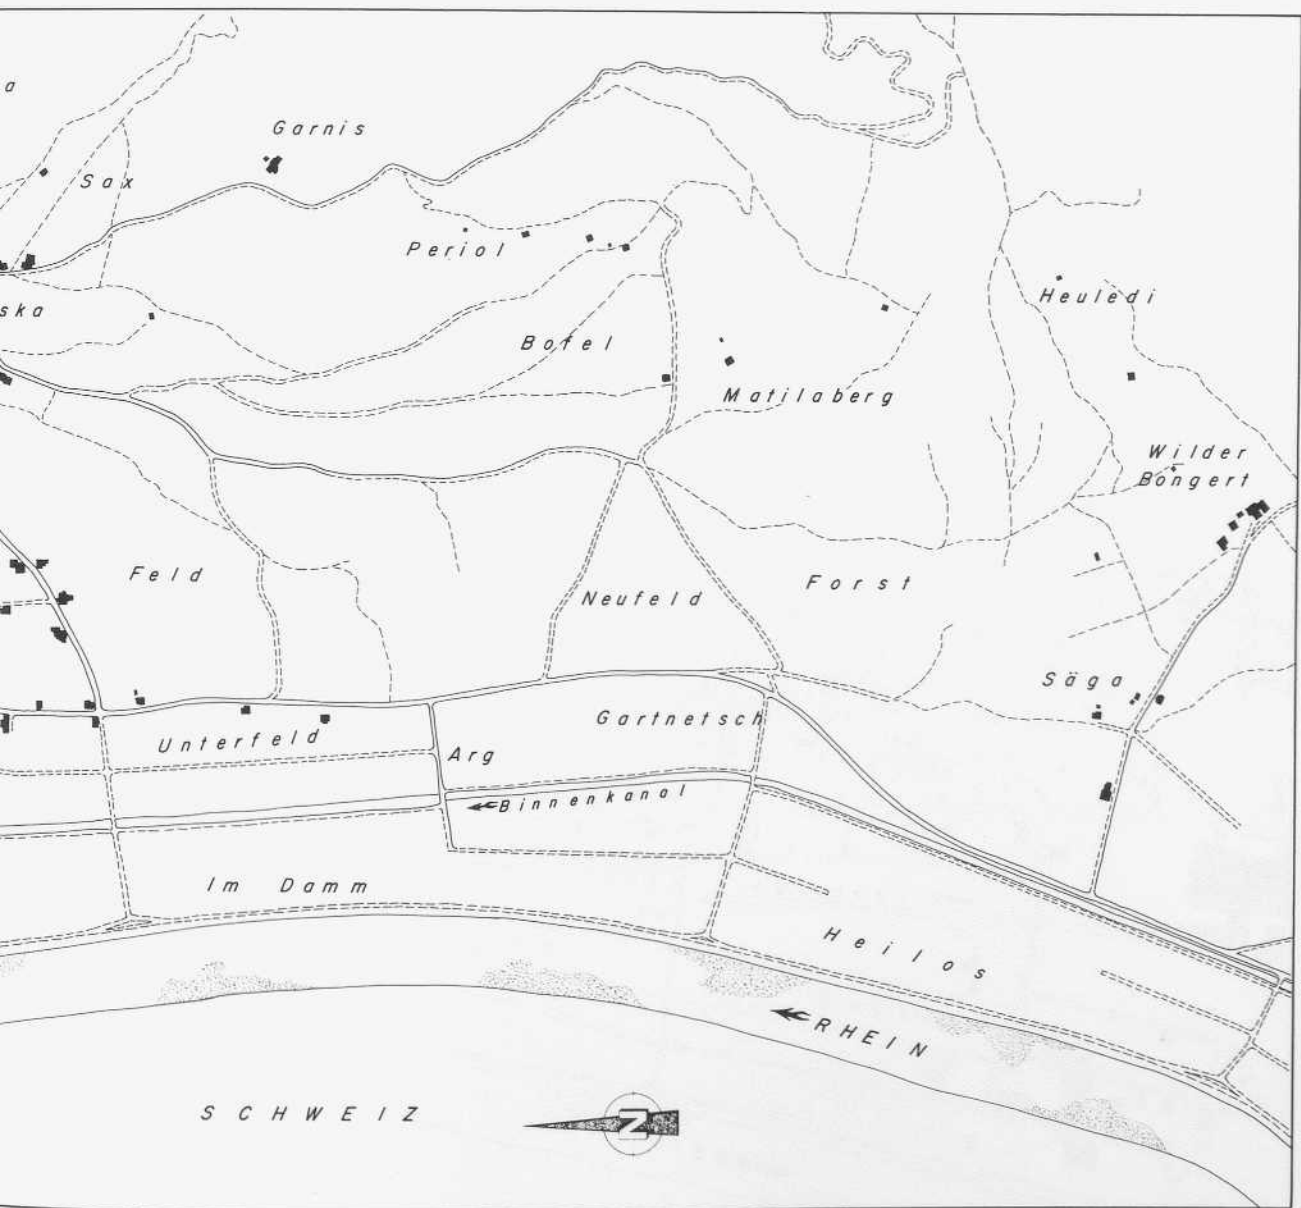 a
Garnis
Sax
Periol
Heuledi
ska
Bofel
Matilaberg
Wilder
Bongert
Feld
Neufeld
Forst
Säga
Gartnetsch
Unterfeld
Arg
Binnenkanal
Im Damm
Heilos
RHEIN
SCHWEIZ
N